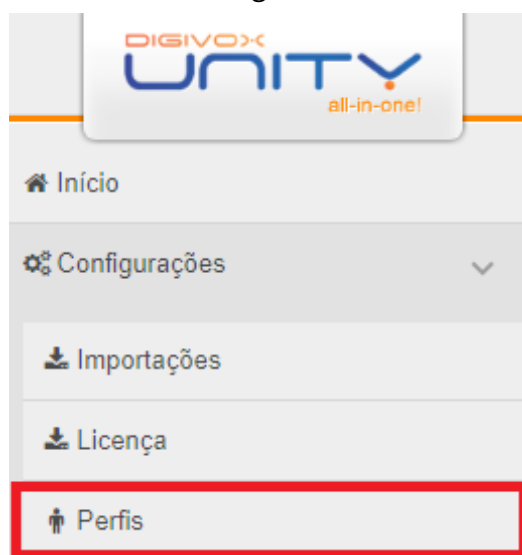 DIGIVOX
UNITY
all-in-one!
Início
Configurações
Importações
Licença
Perfis